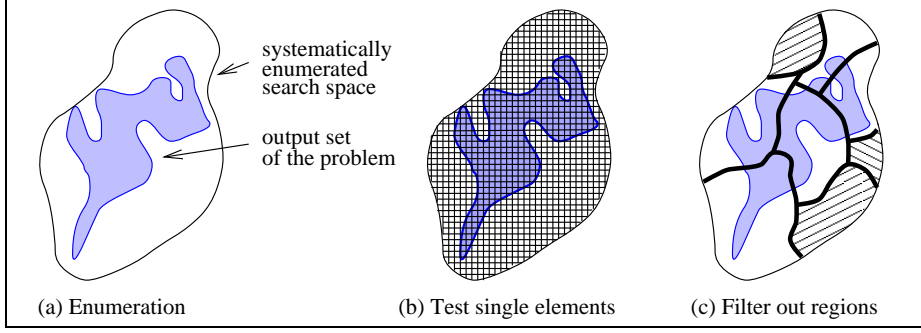 systematically
enumerated
search space
output set
of the problem
(a) Enumeration
(b) Test single elements
(c) Filter out regions